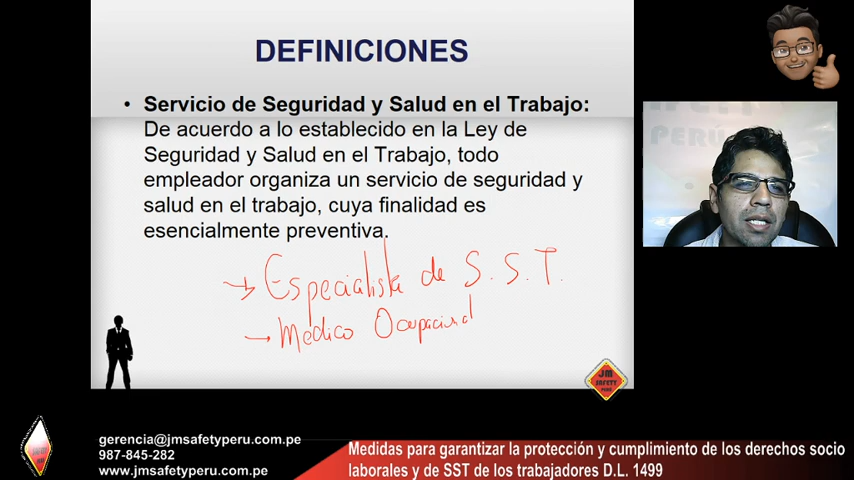 DEFINICIONES
• Servicio de Seguridad y Salud en el Trabajo:
De acuerdo a lo establecido en la Ley de
Seguridad y Salud en el Trabajo, todo
empleador organiza un servicio de seguridad y
salud en el trabajo, cuya finalidad es
esencialmente preventiva.
→ Especialista de S.S.T.
→ Médico Ocupacional
JM
SAFETY
PERÚ
gerencia@jmsafetyperu.com.pe
987-845-282
www.jmsafetyperu.com.pe
Medidas para garantizar la protección y cumplimiento de los derechos socio
laborales y de SST de los trabajadores D.L. 1499